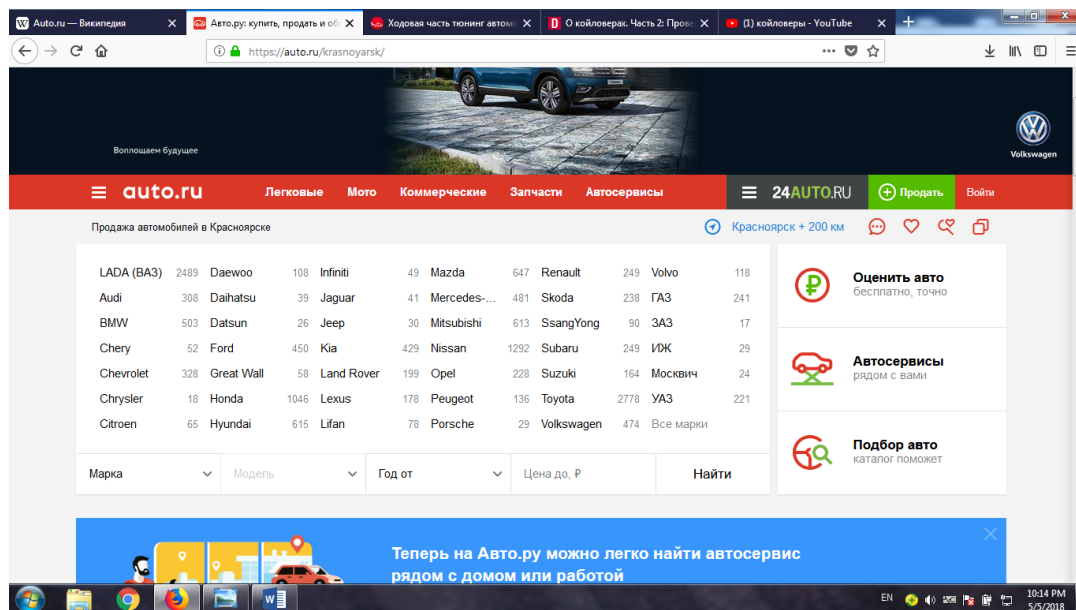 Auto.ru — Википедия
Авто.ру: купить, продать и об
Ходовая часть тюнинг автомо
О койловерах. Часть 2: Прове
(1) койловеры - YouTube
https://auto.ru/krasnoyarsk/
Воплощаем будущее
Volkswagen
auto.ru Легковые Мото Коммерческие Запчасти Автосервисы 24AUTO.RU Продать Войти
Продажа автомобилей в Красноярске Красноярск + 200 км
LADA (ВАЗ) 2489 Daewoo 108 Infiniti 49 Mazda 647 Renault 249 Volvo 118
Audi 308 Daihatsu 39 Jaguar 41 Mercedes-... 481 Skoda 238 ГАЗ 241
BMW 503 Datsun 26 Jeep 30 Mitsubishi 613 SsangYong 90 ЗАЗ 17
Chery 52 Ford 450 Kia 429 Nissan 1292 Subaru 249 ИЖ 29
Chevrolet 328 Great Wall 58 Land Rover 199 Opel 228 Suzuki 164 Москвич 24
Chrysler 18 Honda 1046 Lexus 178 Peugeot 136 Toyota 2778 УАЗ 221
Citroen 65 Hyundai 615 Lifan 78 Porsche 29 Volkswagen 474 Все марки
Марка Модель Год от Цена до, ₽ Найти
Оценить авто
бесплатно, точно
Автосервисы
рядом с вами
Подбор авто
каталог поможет
Теперь на Авто.ру можно легко найти автосервис
рядом с домом или работой
EN
10:14 PM
5/5/2018